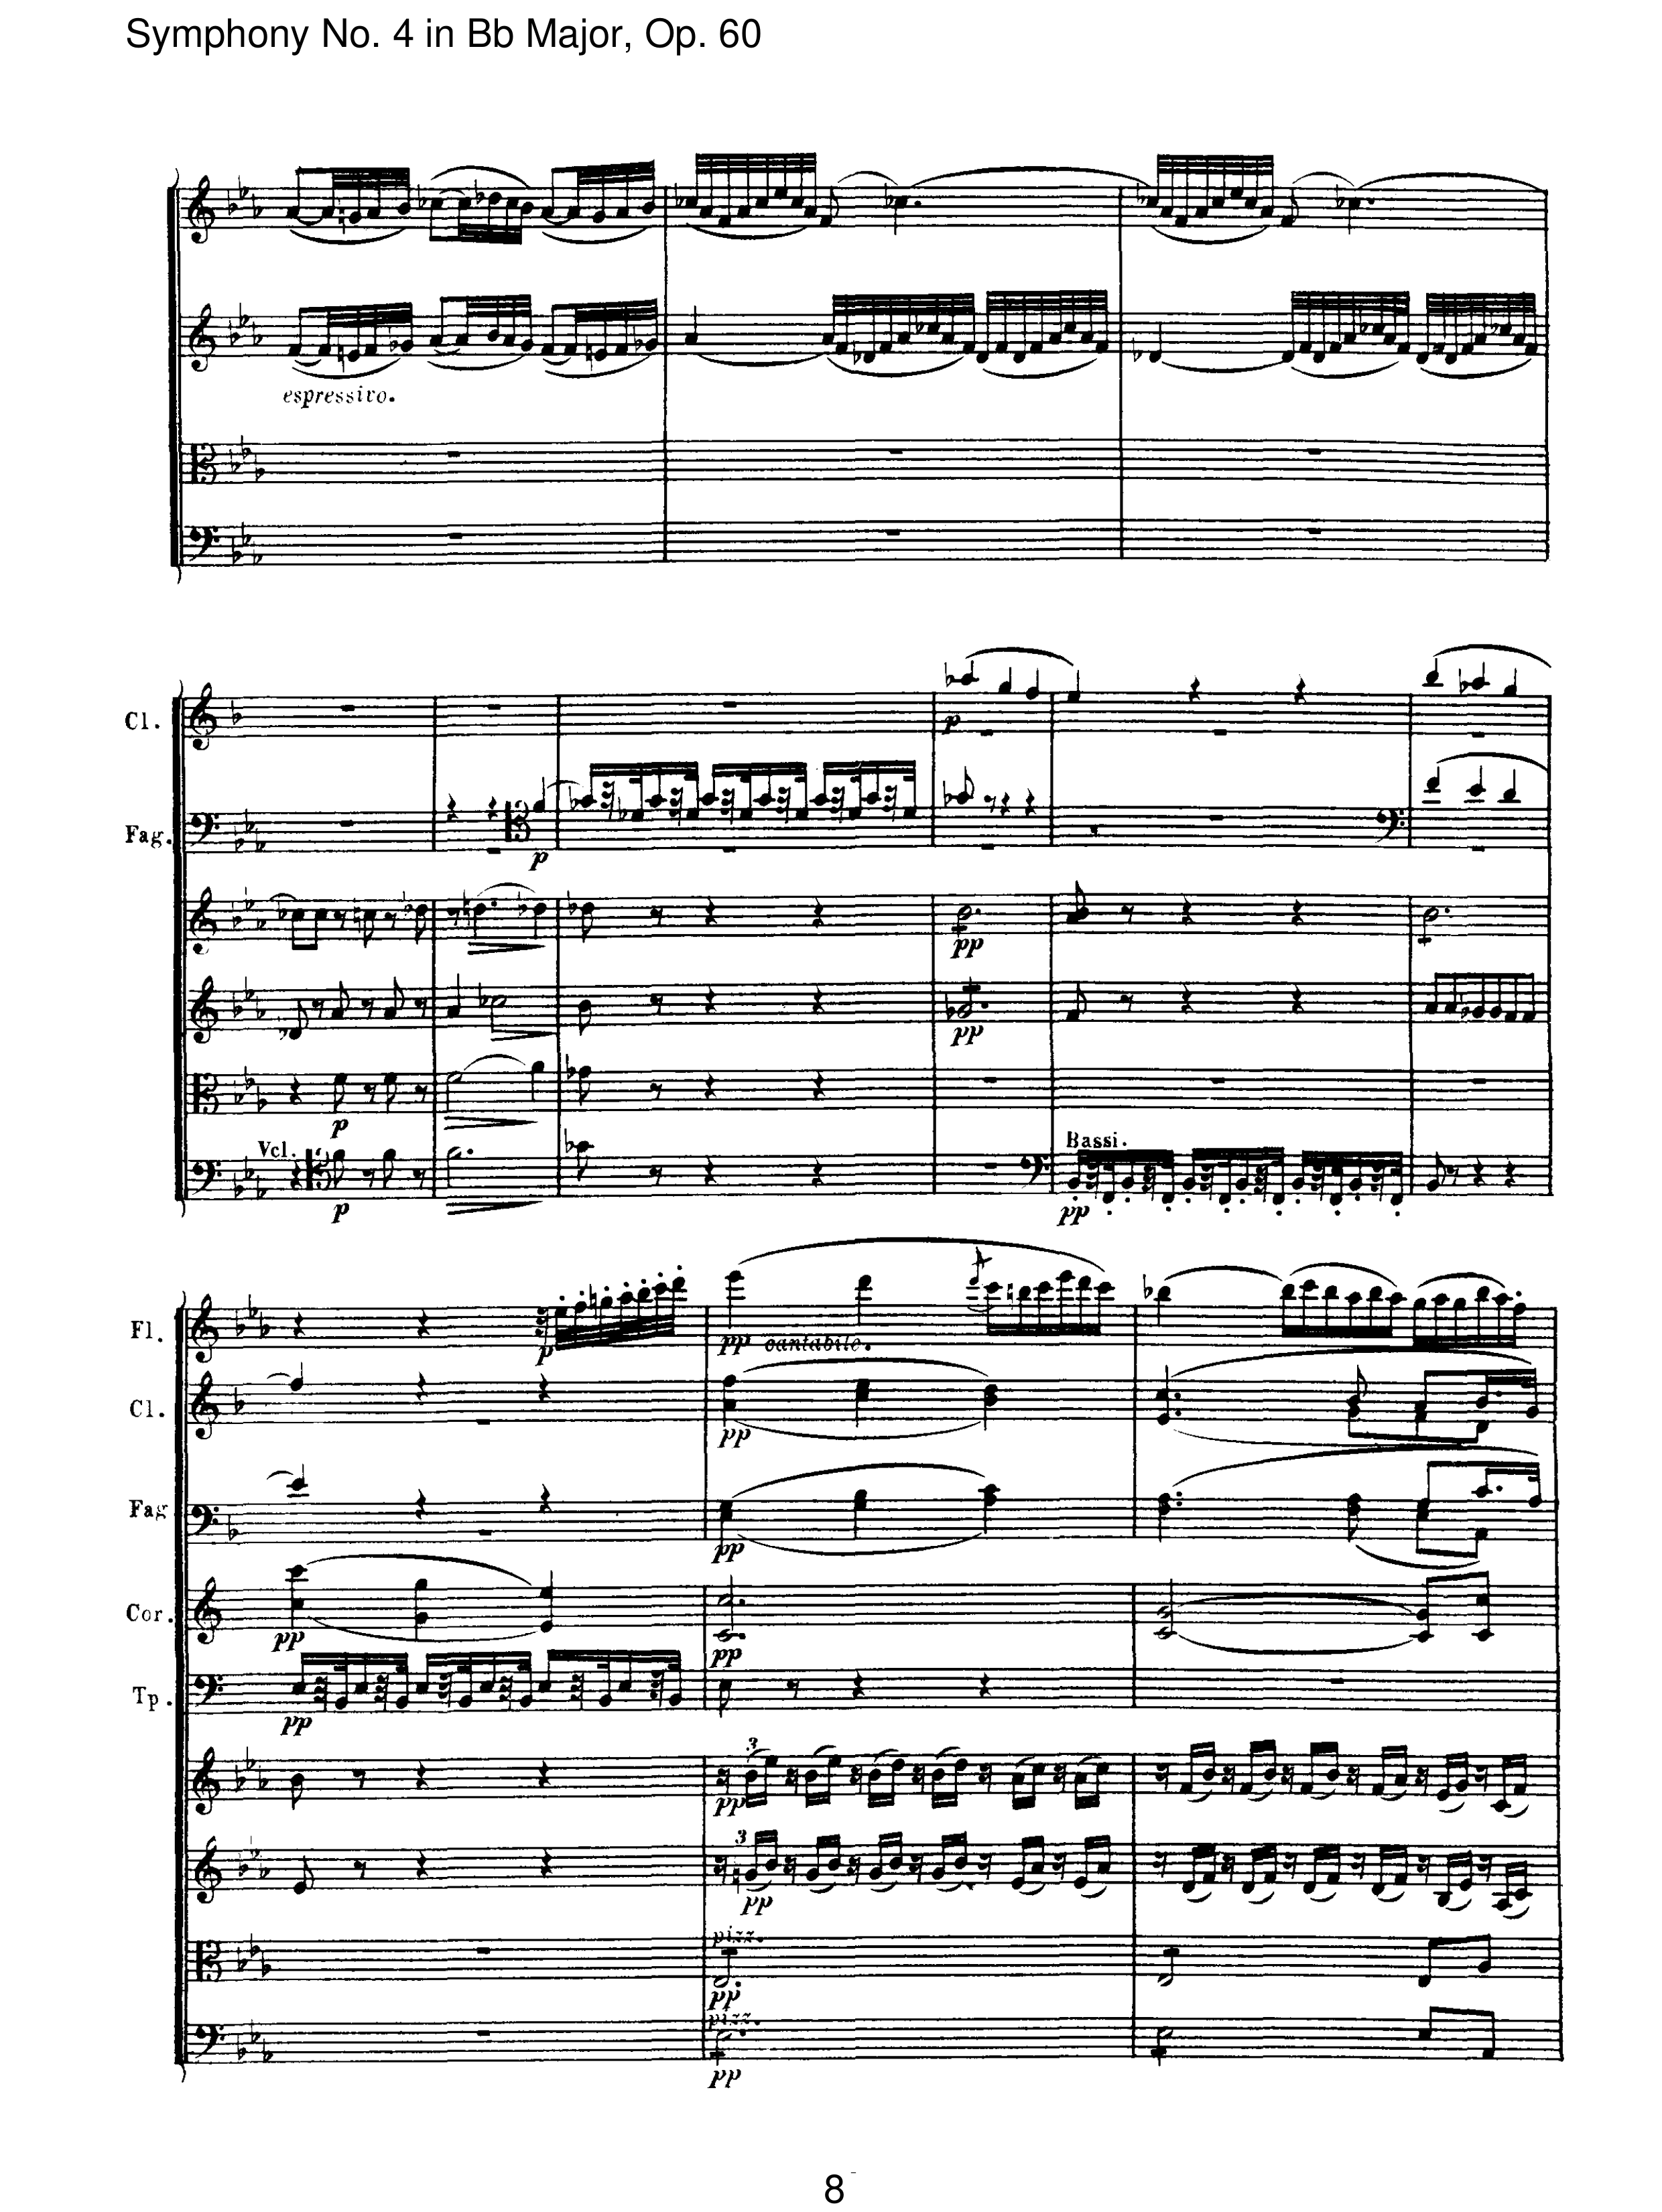 Symphony No. 4 in Bb Major, Op. 60
espressivo.
Cl.
p
Fag.
p
pp
pp
p
Vcl.
p
Bassi.
pp
Fl.
p
pp cantabile.
Cl.
pp
Fag
pp
Cor.
pp
pp
Tp.
pp
3
pp
3
pp
pizz.
pp
pizz.
pp
8